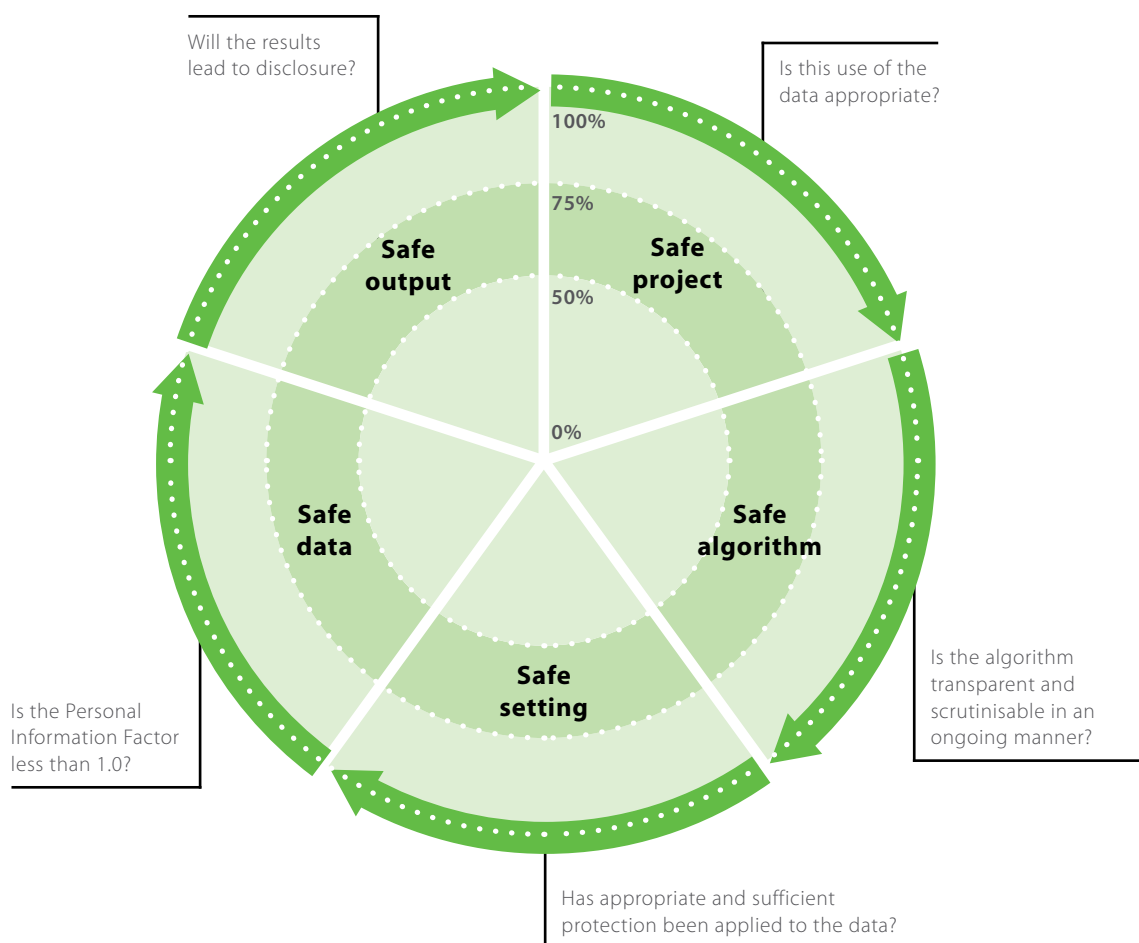 Will the results
lead to disclosure?
Is this use of the
data appropriate?
100%
75%
50%
0%
Safe
output
Safe
project
Safe
data
Safe
algorithm
Safe
setting
Is the Personal
Information Factor
less than 1.0?
Is the algorithm
transparent and
scrutinisable in an
ongoing manner?
Has appropriate and sufficient
protection been applied to the data?